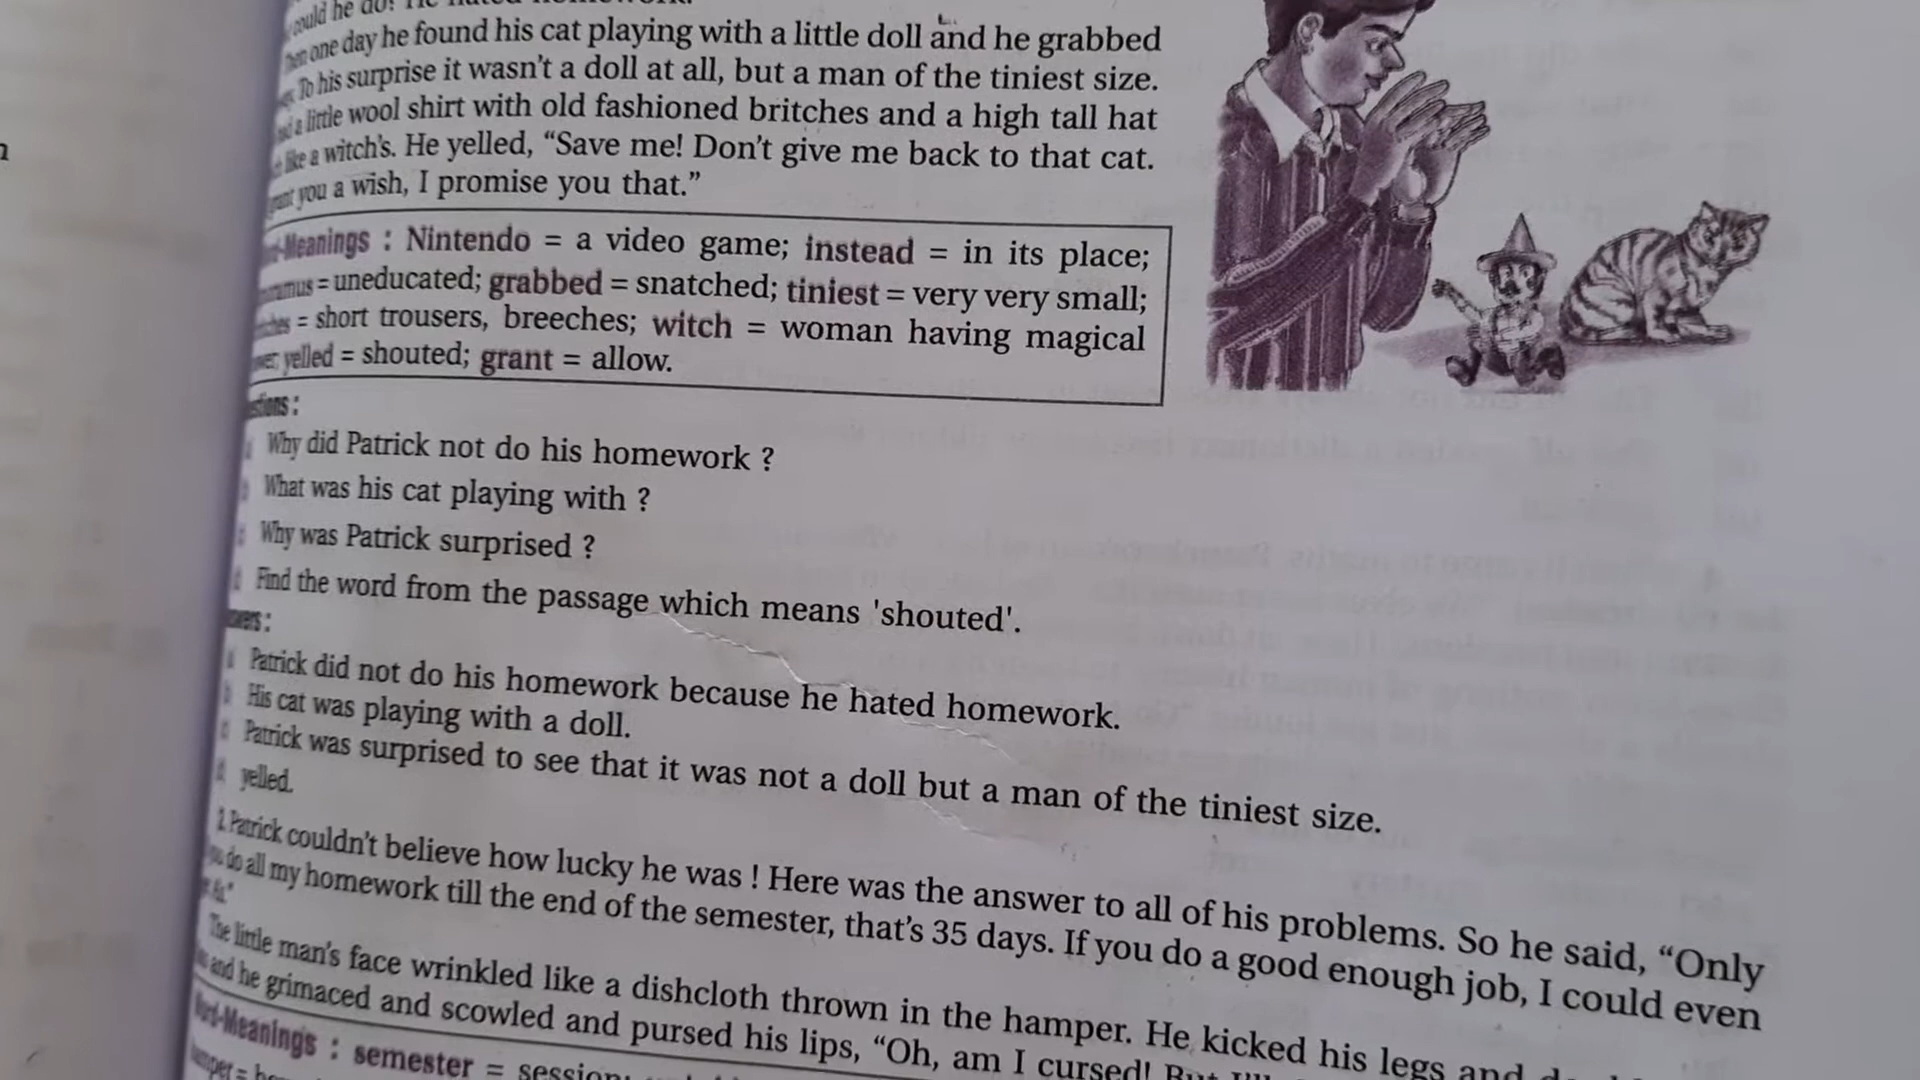 could he do? He hated homework.
Then one day he found his cat playing with a little doll and he grabbed
To his surprise it wasn't a doll at all, but a man of the tiniest size.
a little wool shirt with old fashioned britches and a high tall hat
like a witch's. He yelled, “Save me! Don't give me back to that cat.
grant you a wish, I promise you that.”
-Meanings : Nintendo = a video game; instead = in its place;
= uneducated; grabbed = snatched; tiniest = very very small;
= short trousers, breeches; witch = woman having magical
yelled = shouted; grant = allow.
Why did Patrick not do his homework ?
What was his cat playing with ?
Why was Patrick surprised ?
Find the word from the passage which means 'shouted'.
Patrick did not do his homework because he hated homework.
His cat was playing with a doll.
Patrick was surprised to see that it was not a doll but a man of the tiniest size.
yelled.
2. Patrick couldn't believe how lucky he was ! Here was the answer to all of his problems. So he said, “Only
do all my homework till the end of the semester, that's 35 days. If you do a good enough job, I could even
The little man's face wrinkled like a dishcloth thrown in the hamper. He kicked his legs and
and he grimaced and scowled and pursed his lips, “Oh, am I cursed!
Word-Meanings : semester = session;